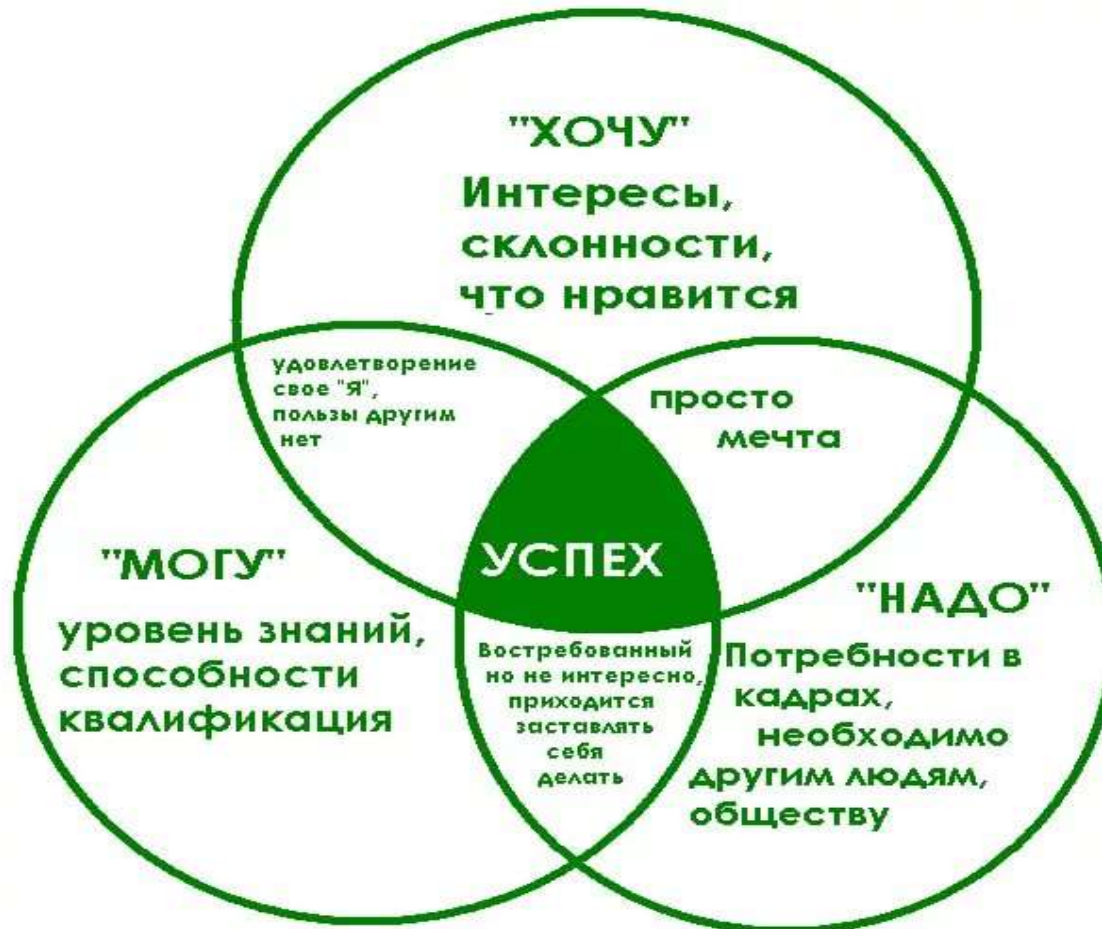 "ХОЧУ"
Интересы,
склонности,
что нравится
удовлетворение
свое "Я",
пользы другим
нет
просто
мечта
"МОГУ"
уровень знаний,
способности
квалификация
УСПЕХ
"НАДО"
Потребности в
кадрах,
необходимо
другим людям,
обществу
Востребованный
но не интересно,
приходится
заставлять
себя
делать